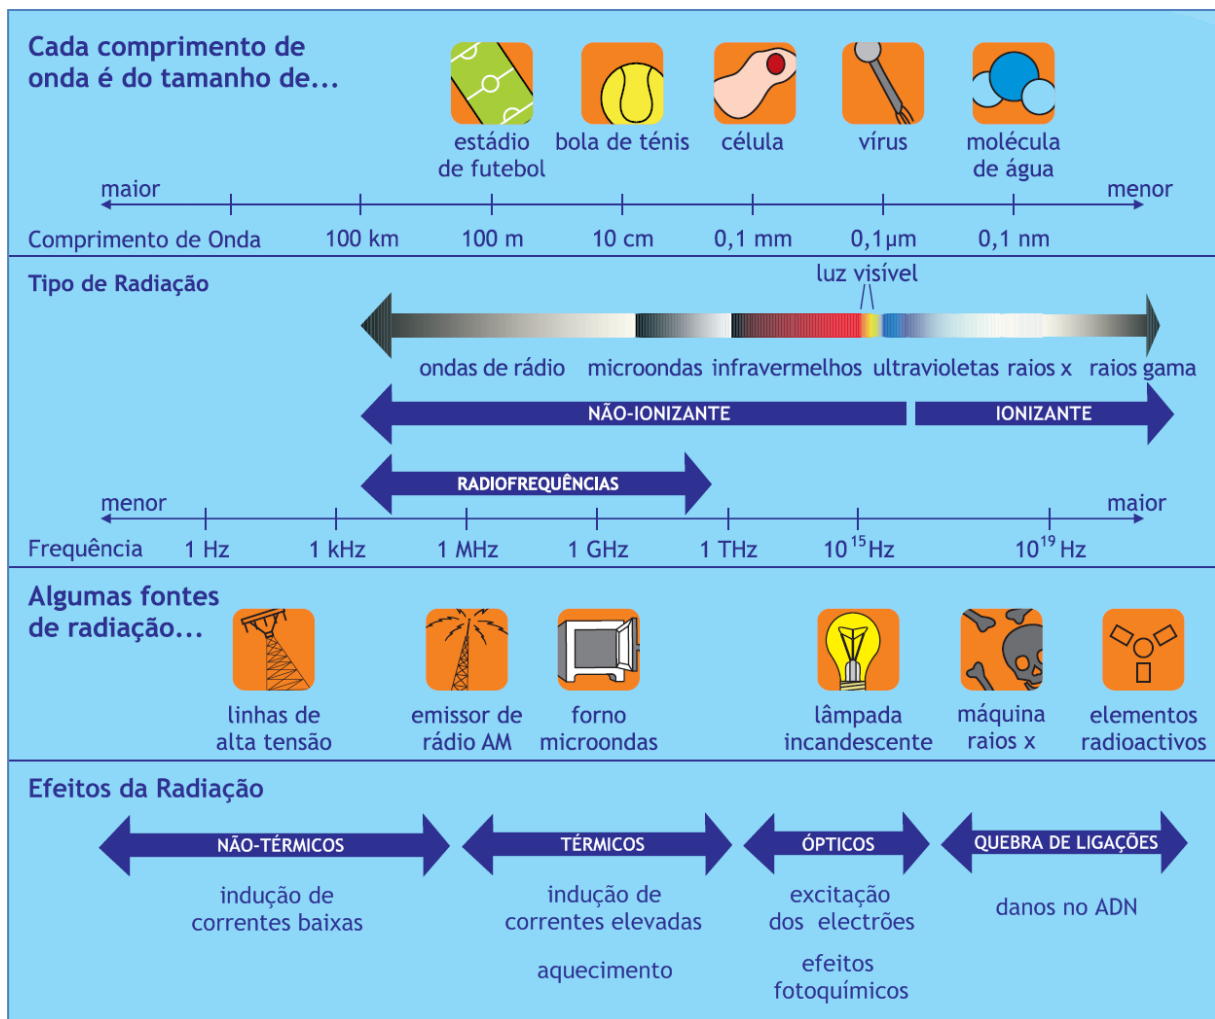 Cada comprimento de
onda é do tamanho de...
estádio
de futebol
bola de ténis
célula
vírus
molécula
de água
maior
menor
Comprimento de Onda
100 km
100 m
10 cm
0,1 mm
0,1µm
0,1 nm
luz visível
Tipo de Radiação
ondas de rádio
microondas
infravermelhos
ultravioletas
raios x
raios gama
NÃO-IONIZANTE
IONIZANTE
RADIOFREQUÊNCIAS
menor
maior
Frequência
1 Hz
1 kHz
1 MHz
1 GHz
1 THz
10¹⁵Hz
10¹⁹Hz
Algumas fontes
de radiação...
linhas de
alta tensão
emissor de
rádio AM
forno
microondas
lâmpada
incandescente
máquina
raios x
elementos
radioactivos
Efeitos da Radiação
NÃO-TÉRMICOS
TÉRMICOS
ÓPTICOS
QUEBRA DE LIGAÇÕES
indução de
correntes baixas
indução de
correntes elevadas
aquecimento
excitação
dos electrões
efeitos
fotoquímicos
danos no ADN